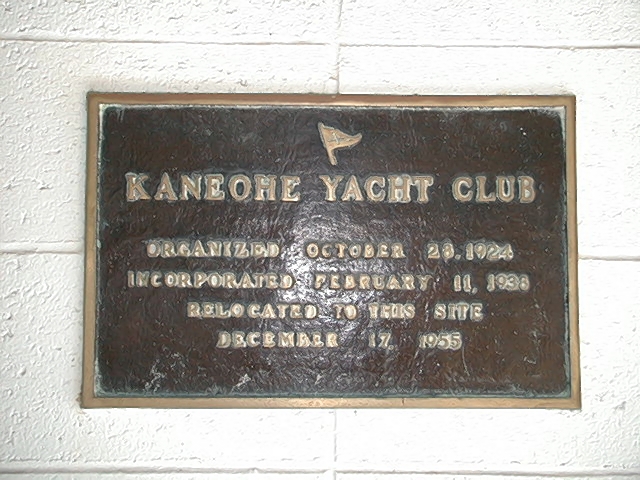 KANEOHE YACHT CLUB
ORGANIZED OCTOBER 28, 1924
INCORPORATED FEBRUARY 11, 1938
RELOCATED TO THIS SITE
DECEMBER 17, 1955